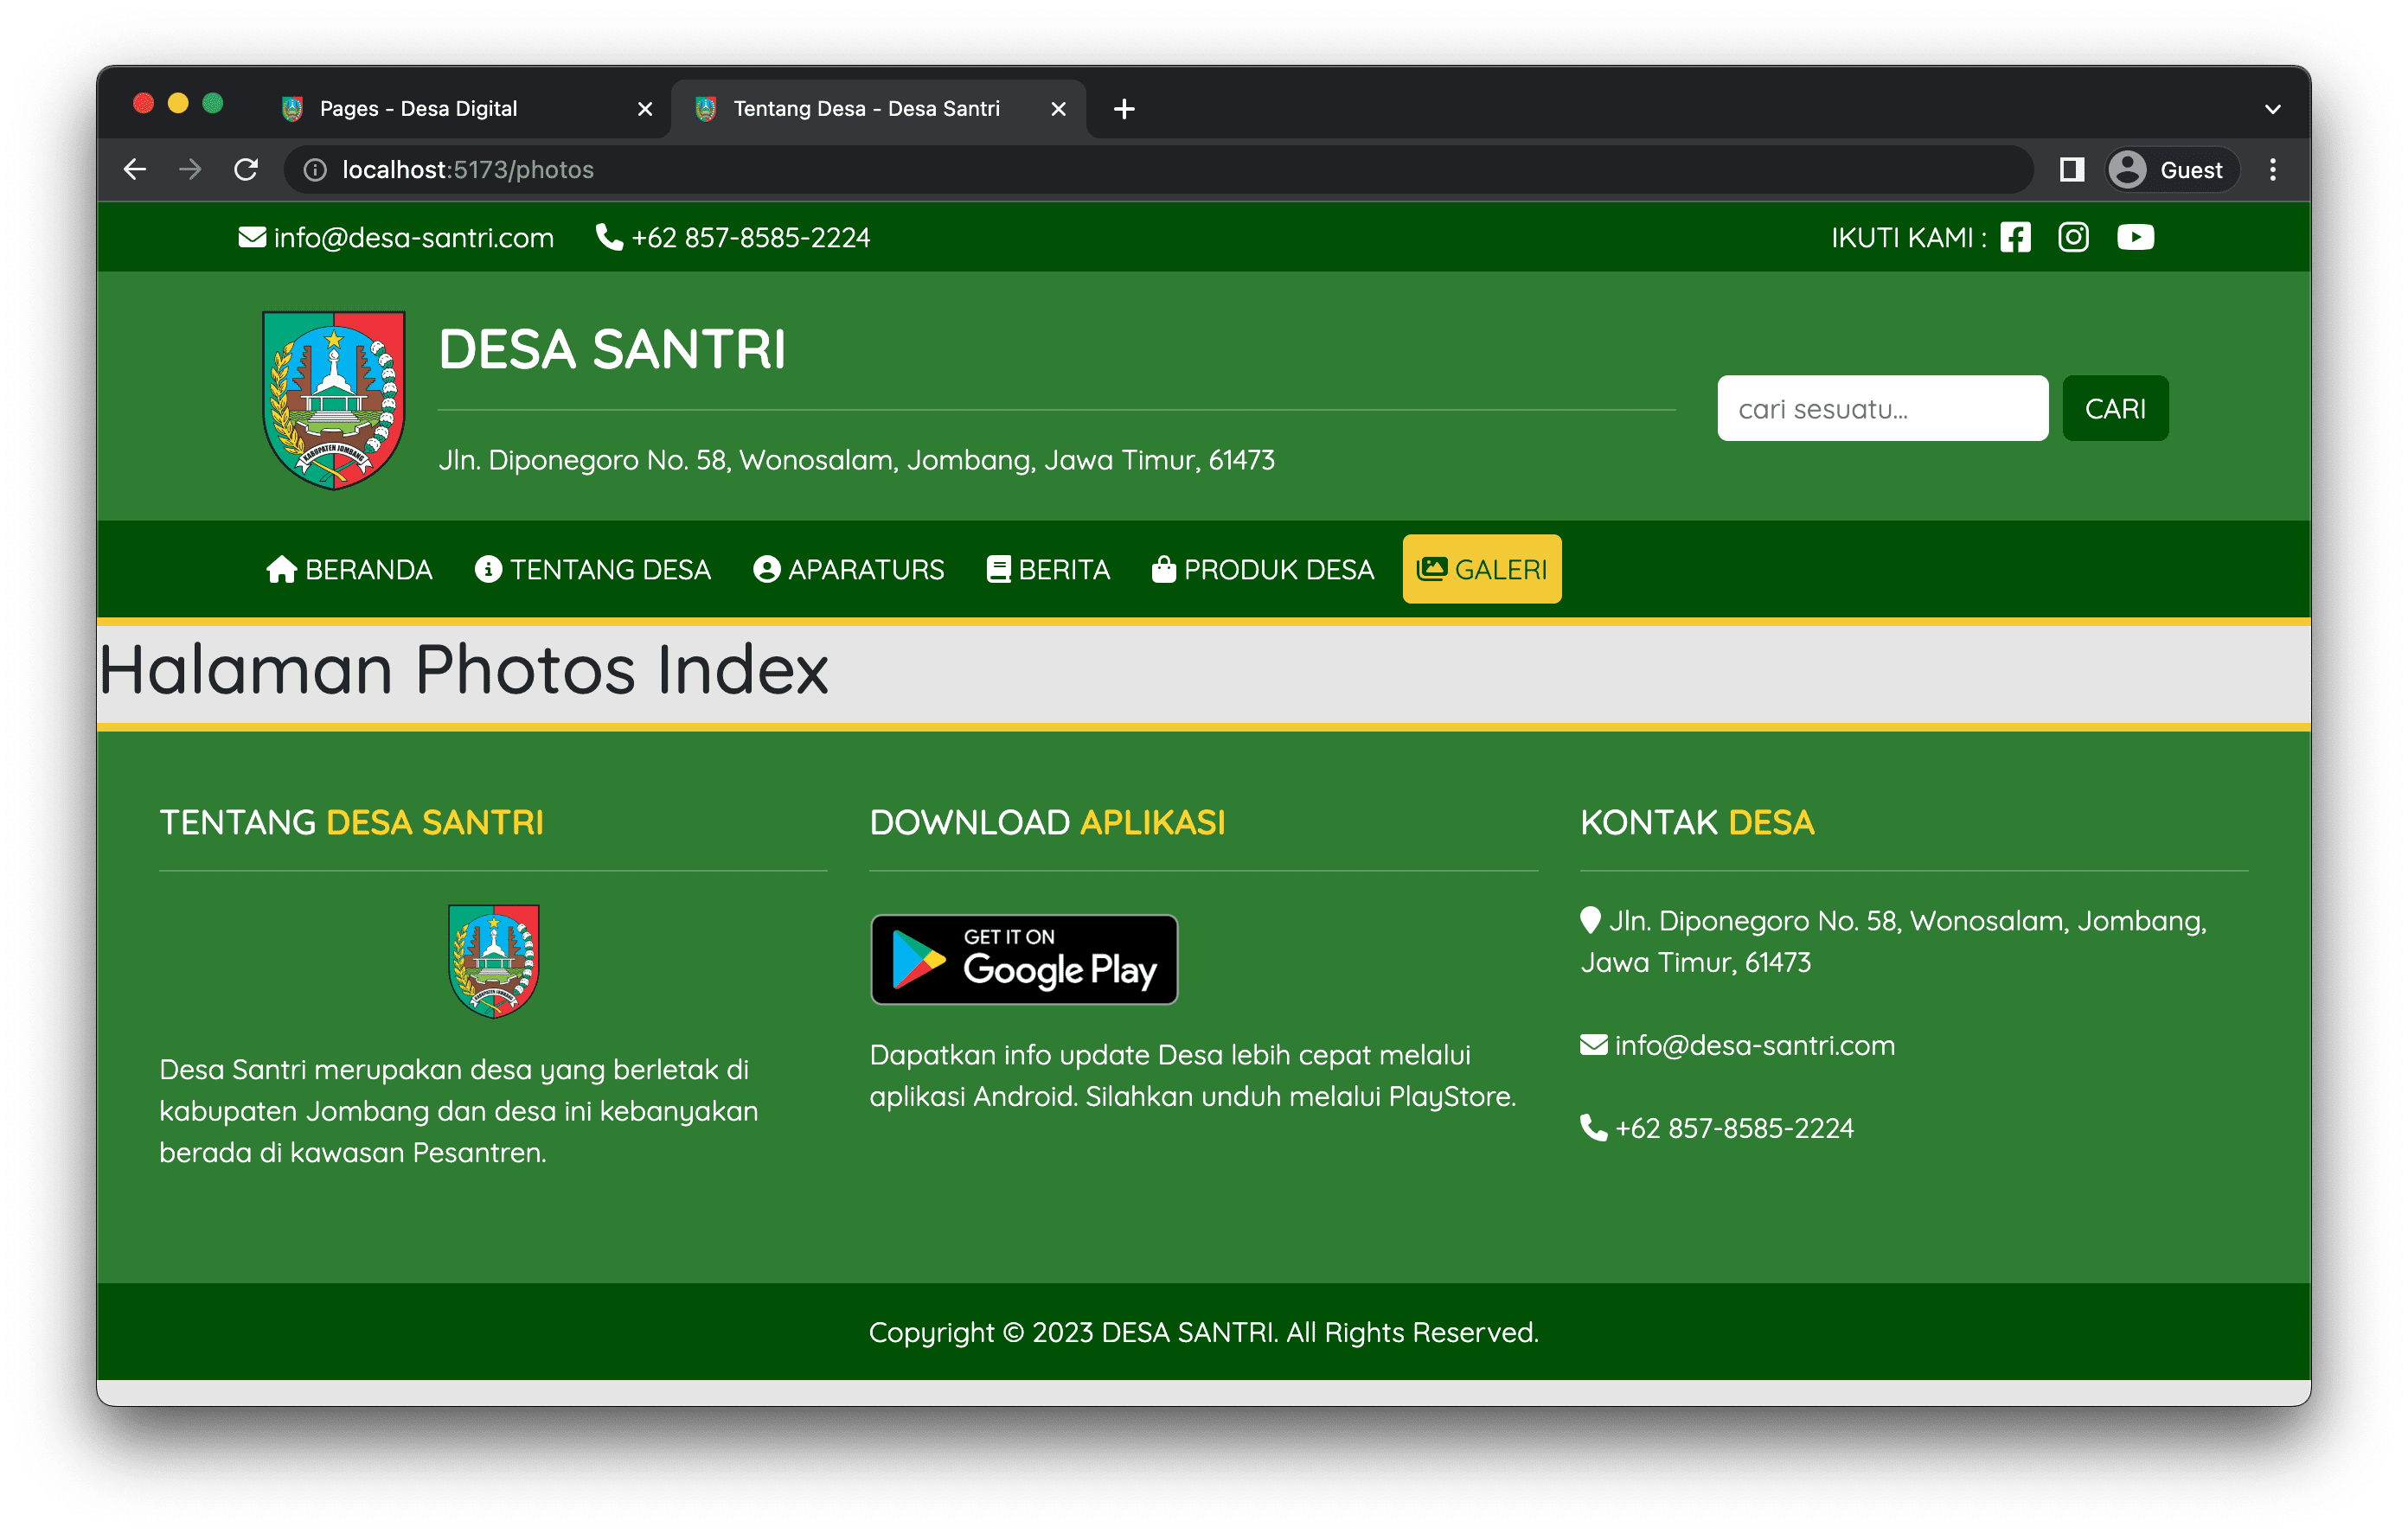 Pages - Desa Digital
Tentang Desa - Desa Santri
localhost:5173/photos
Guest
info@desa-santri.com
+62 857-8585-2224
IKUTI KAMI :
KABUPATEN JOMBANG
DESA SANTRI
Jln. Diponegoro No. 58, Wonosalam, Jombang, Jawa Timur, 61473
cari sesuatu...
CARI
BERANDA
TENTANG DESA
APARATURS
BERITA
PRODUK DESA
GALERI
Halaman Photos Index
TENTANG DESA SANTRI
KABUPATEN JOMBANG
Desa Santri merupakan desa yang berletak di
kabupaten Jombang dan desa ini kebanyakan
berada di kawasan Pesantren.
DOWNLOAD APLIKASI
GET IT ON
Google Play
Dapatkan info update Desa lebih cepat melalui
aplikasi Android. Silahkan unduh melalui PlayStore.
KONTAK DESA
Jln. Diponegoro No. 58, Wonosalam, Jombang,
Jawa Timur, 61473
info@desa-santri.com
+62 857-8585-2224
Copyright © 2023 DESA SANTRI. All Rights Reserved.